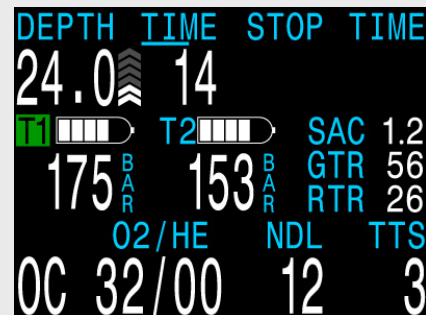 DEPTH TIME STOP TIME
24.0 14
T1 T2 SAC 1.2
175 BAR 153 BAR GTR 56
RTR 26
O2/HE NDL TTS
OC 32/00 12 3